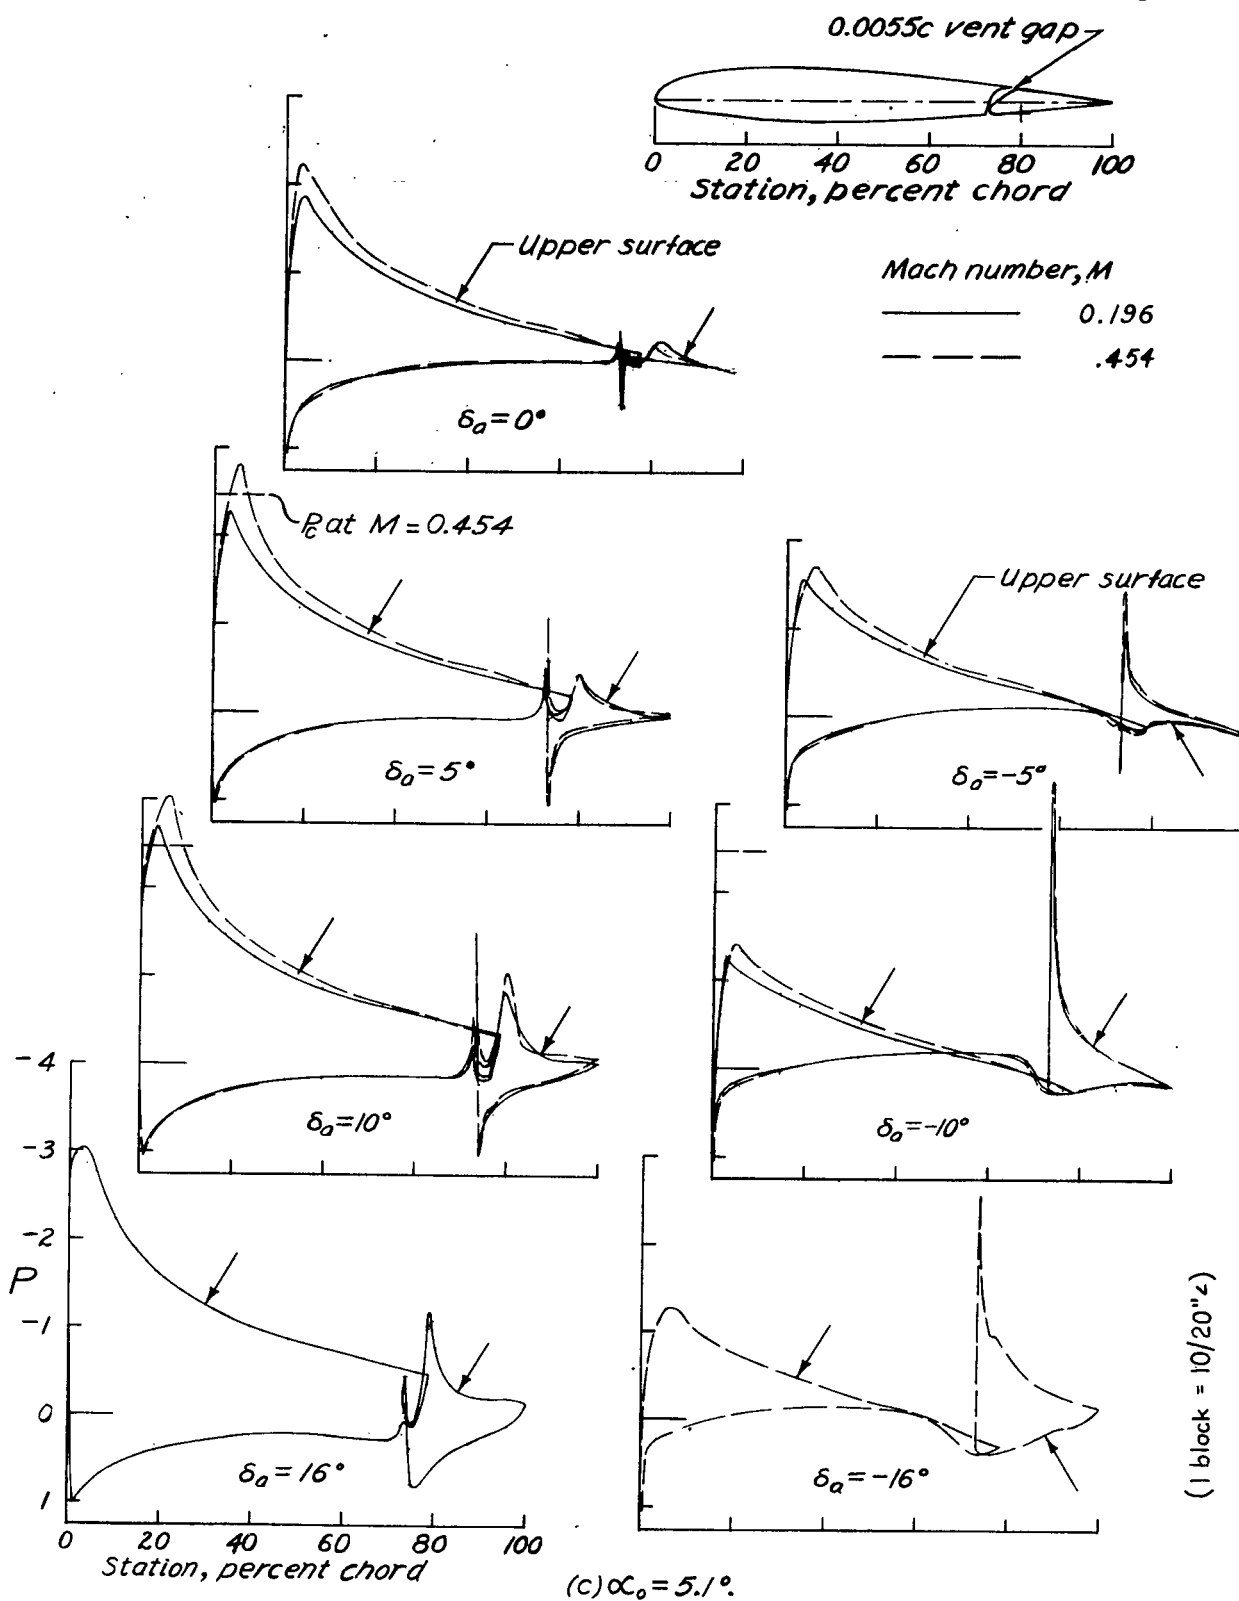 0.0055c vent gap
0 20 40 60 80 100
Station, percent chord
Upper surface
Mach number, M
0.196
.454
δa = 0°
Pc at M = 0.454
Upper surface
δa = 5°
δa = -5°
δa = 10°
δa = -10°
-4
-3
-2
P
-1
0
1
δa = 16°
δa = -16°
(1 block = 10/20"∠)
0 20 40 60 80 100
Station, percent chord
(c) ∝o = 5.1°.